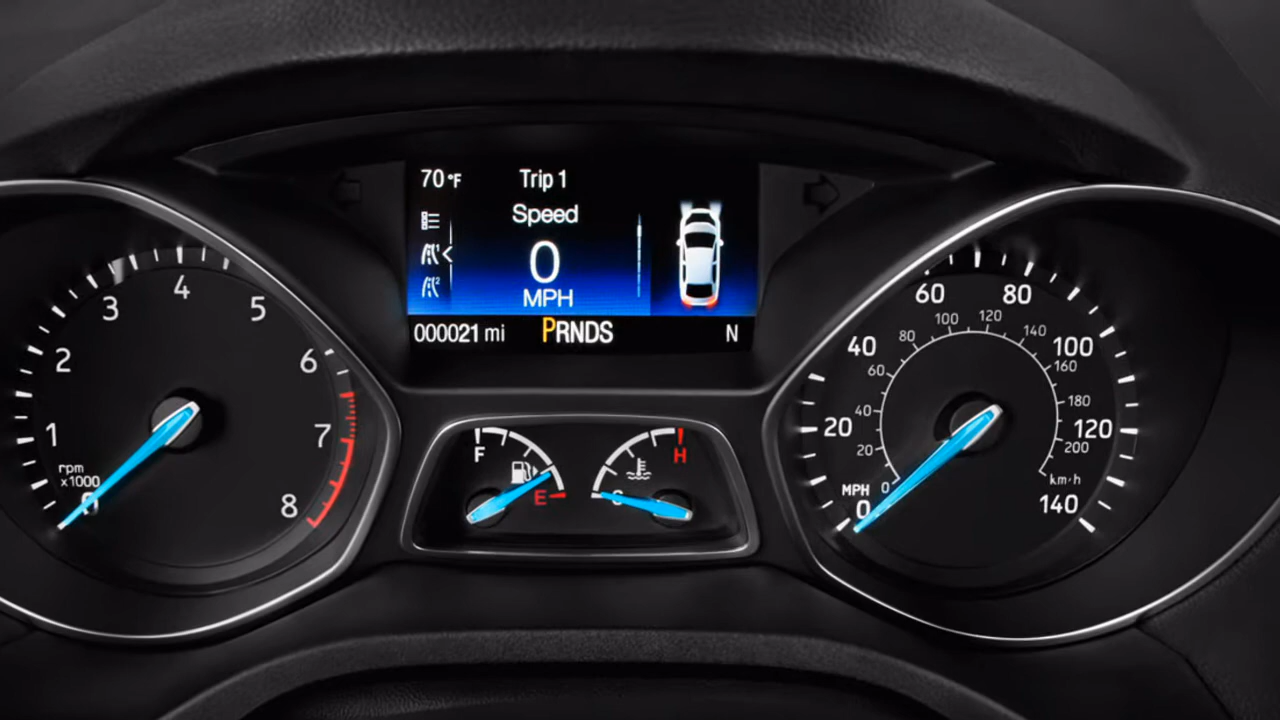 70°F Trip 1
Speed
0
MPH
000021 mi PRNDS N
0 1 2 3 4 5 6 7 8
rpm
x1000
F
E
H
C
0 20 40 60 80 100 120 140
MPH
0 20 40 60 80 100 120 140 160 180 200
km·h